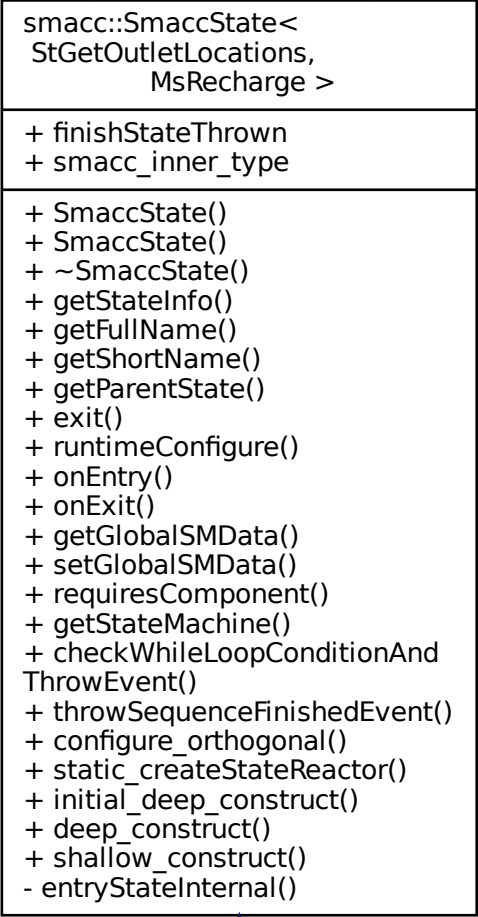 smacc::SmaccState<
StGetOutletLocations,
MsRecharge >
+ finishStateThrown
+ smacc_inner_type
+ SmaccState()
+ SmaccState()
+ ~SmaccState()
+ getStateInfo()
+ getFullName()
+ getShortName()
+ getParentState()
+ exit()
+ runtimeConfigure()
+ onEntry()
+ onExit()
+ getGlobalSMData()
+ setGlobalSMData()
+ requiresComponent()
+ getStateMachine()
+ checkWhileLoopConditionAnd
ThrowEvent()
+ throwSequenceFinishedEvent()
+ configure_orthogonal()
+ static_createStateReactor()
+ initial_deep_construct()
+ deep_construct()
+ shallow_construct()
- entryStateInternal()